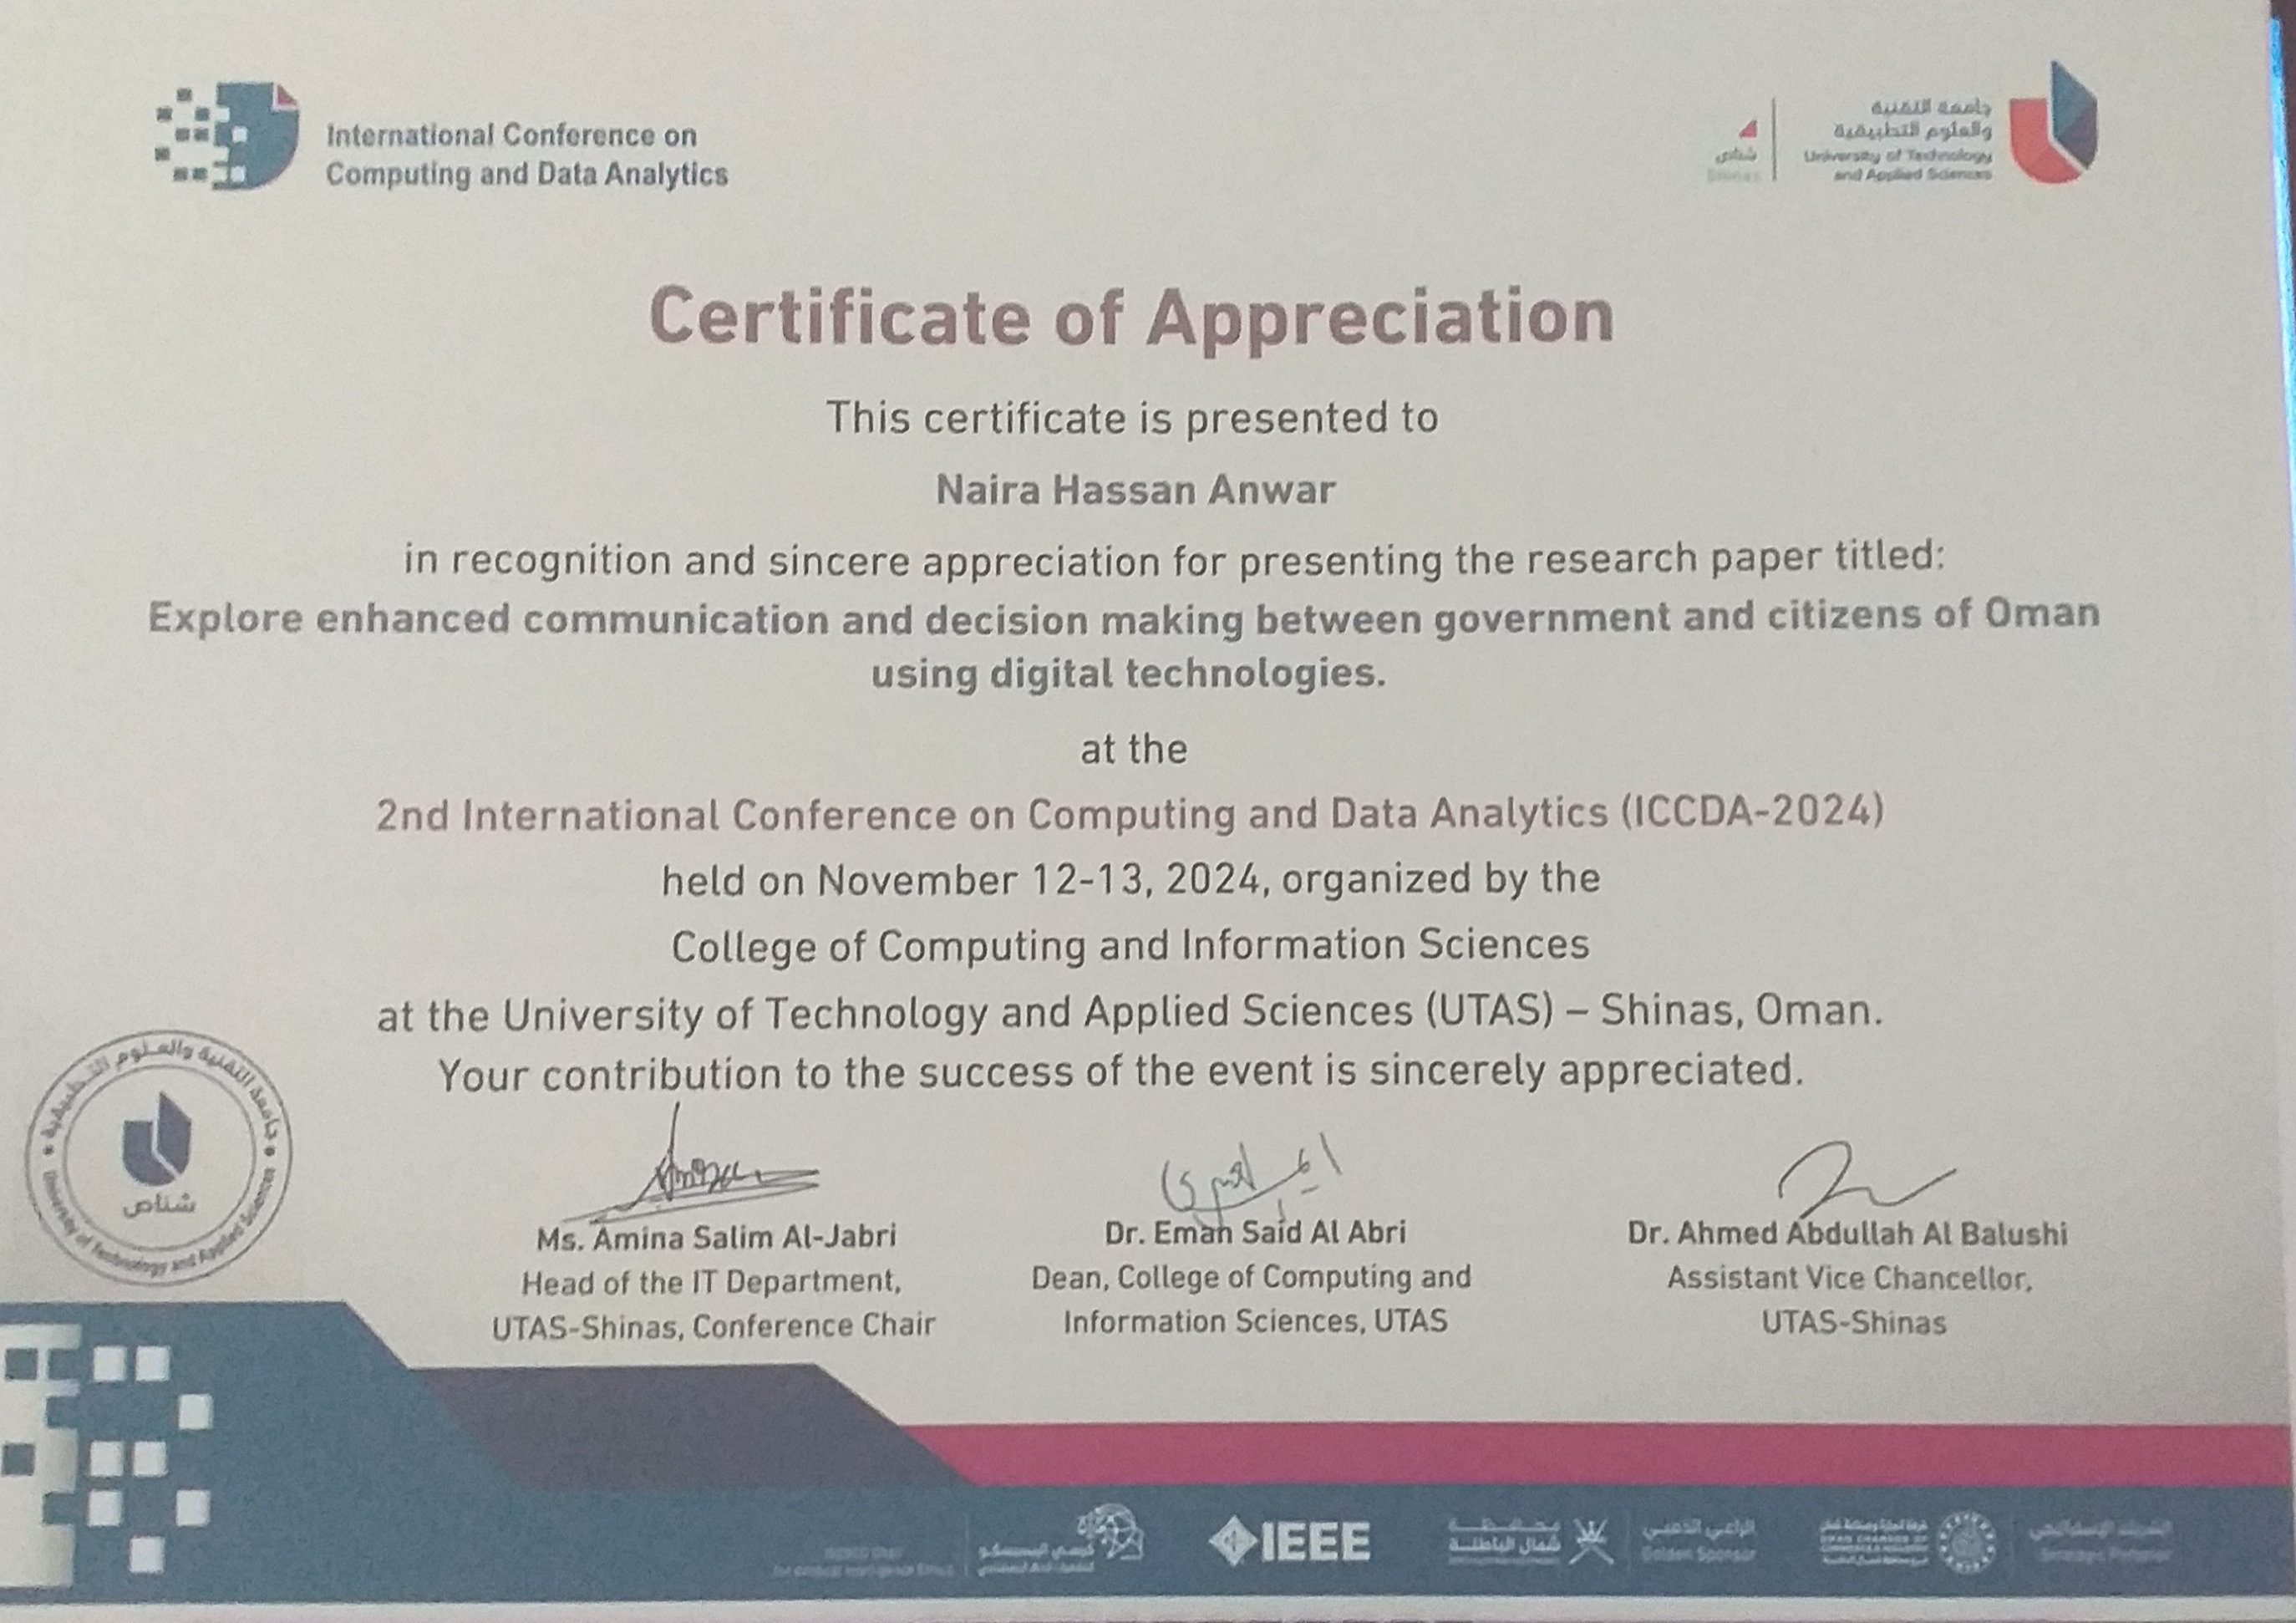 International Conference on
Computing and Data Analytics
جامعة التقنية
والعلوم التطبيقية
University of Technology
and Applied Sciences
شناص
Shinas
Certificate of Appreciation
This certificate is presented to
Naira Hassan Anwar
in recognition and sincere appreciation for presenting the research paper titled:
Explore enhanced communication and decision making between government and citizens of Oman
using digital technologies.
at the
2nd International Conference on Computing and Data Analytics (ICCDA-2024)
held on November 12-13, 2024, organized by the
College of Computing and Information Sciences
at the University of Technology and Applied Sciences (UTAS) – Shinas, Oman.
Your contribution to the success of the event is sincerely appreciated.
جامعة التقنية والعلوم التطبيقية
شناص
University of Technology and Applied Sciences
Ms. Amina Salim Al-Jabri
Head of the IT Department,
UTAS-Shinas, Conference Chair
Dr. Eman Said Al Abri
Dean, College of Computing and
Information Sciences, UTAS
Dr. Ahmed Abdullah Al Balushi
Assistant Vice Chancellor,
UTAS-Shinas
IEEE
محافظة
شمال الباطنة
الراعي الذهبي
Golden Sponsor